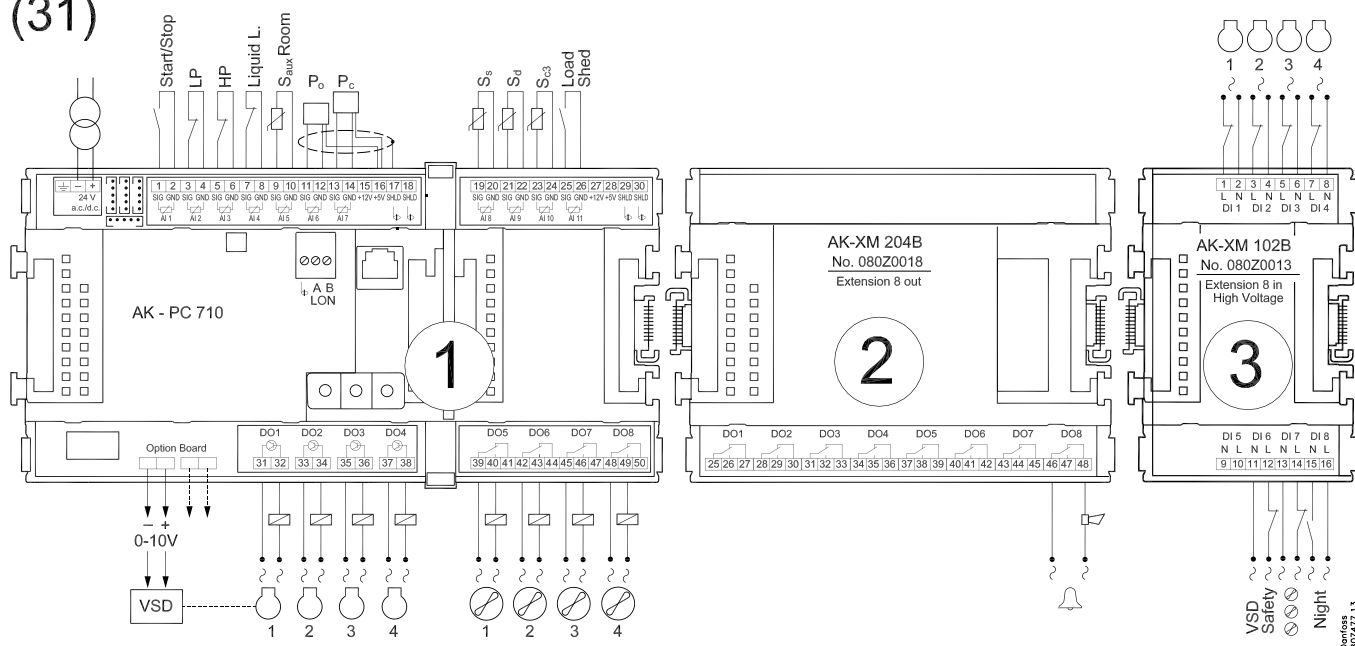 (31)
Start/Stop
LP
HP
Liquid L.
Saux Room
Po
Pc
Ss
Sd
Sc3
Load
Shed
1 2 3 4
− +
24 V
a.c./d.c.
1 2 3 4 5 6 7 8 9 10 11 12 13 14 15 16 17 18
SIG GND SIG GND SIG GND SIG GND SIG GND SIG GND SIG GND +12V +5V SHLD SHLD
AI 1 AI 2 AI 3 AI 4 AI 5 AI 6 AI 7
19 20 21 22 23 24 25 26 27 28 29 30
SIG GND SIG GND SIG GND SIG GND +12V +5V SHLD SHLD
AI 8 AI 9 AI 10 AI 11
1 2 3 4 5 6 7 8
L N L N L N L N
DI 1 DI 2 DI 3 DI 4
AK - PC 710
A B
LON
1
AK-XM 204B
No. 080Z0018
Extension 8 out
2
AK-XM 102B
No. 080Z0013
Extension 8 in
High Voltage
3
Option Board
DO1 DO2 DO3 DO4
31 32 33 34 35 36 37 38
DO5 DO6 DO7 DO8
39 40 41 42 43 44 45 46 47 48 49 50
DO1 DO2 DO3 DO4 DO5 DO6 DO7 DO8
25 26 27 28 29 30 31 32 33 34 35 36 37 38 39 40 41 42 43 44 45 46 47 48
DI 5 DI 6 DI 7 DI 8
N L N L N L N L
9 10 11 12 13 14 15 16
− +
0-10V
VSD
1 2 3 4
1 2 3 4
VSD
Safety
Night
Danfoss
80Z477.13